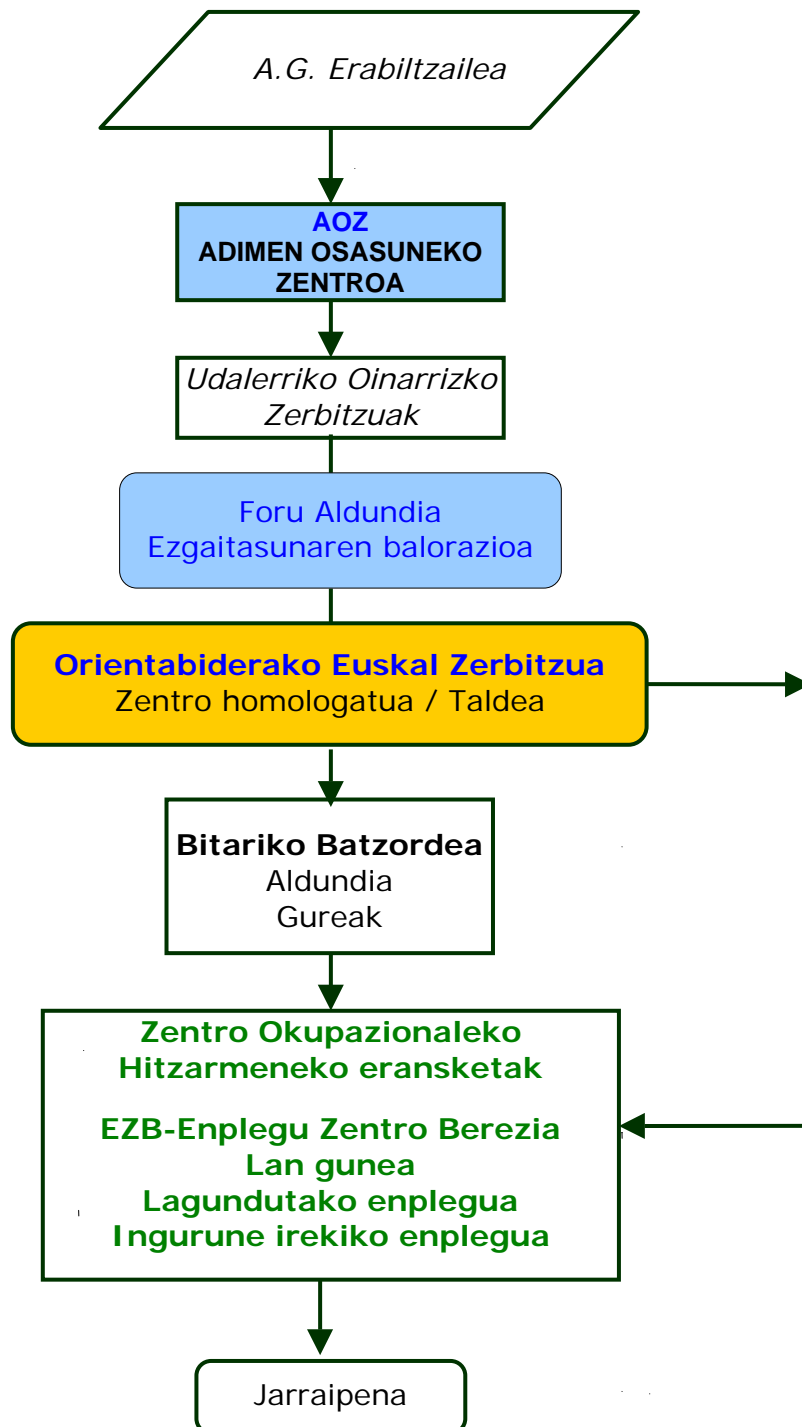 A.G. Erabiltzailea
AOZ
ADIMEN OSASUNEKO
ZENTROA
Udalerriko Oinarrizko
Zerbitzuak
Foru Aldundia
Ezgaitasunaren balorazioa
Orientabiderako Euskal Zerbitzua
Zentro homologatua / Taldea
Bitariko Batzordea
Aldundia
Gureak
Zentro Okupazionaleko
Hitzarmeneko eransketak
EZB-Enplegu Zentro Berezia
Lan gunea
Lagundutako enplegua
Ingurune irekiko enplegua
Jarraipena